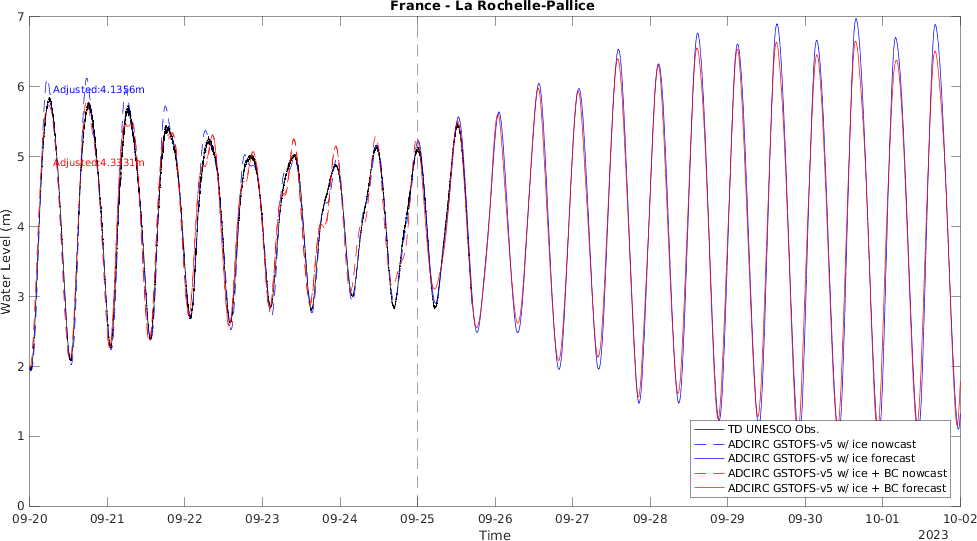 France - La Rochelle-Pallice
7
6
5
4
3
2
1
0
Water Level (m)
Adjusted:4.1356m
Adjusted:4.3331m
TD UNESCO Obs.
ADCIRC GSTOFS-v5 w/ ice nowcast
ADCIRC GSTOFS-v5 w/ ice forecast
ADCIRC GSTOFS-v5 w/ ice + BC nowcast
ADCIRC GSTOFS-v5 w/ ice + BC forecast
09-20 09-21 09-22 09-23 09-24 09-25 09-26 09-27 09-28 09-29 09-30 10-01 10-02
Time
2023